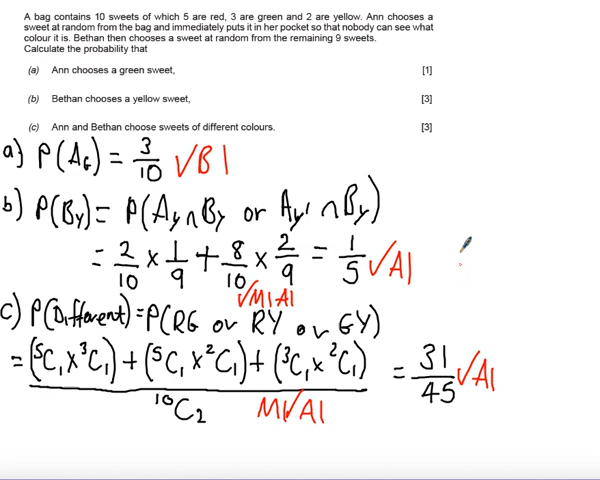 A bag contains 10 sweets of which 5 are red, 3 are green and 2 are yellow. Ann chooses a
sweet at random from the bag and immediately puts it in her pocket so that nobody can see what
colour it is. Bethan then chooses a sweet at random from the remaining 9 sweets.
Calculate the probability that
(a) Ann chooses a green sweet, [1]
(b) Bethan chooses a yellow sweet, [3]
(c) Ann and Bethan choose sweets of different colours. [3]
a) P(A_G) = 3/10 √B1
b) P(B_y) = P(A_y ∩ B_y or A_y' ∩ B_y)
= 2/10 × 1/9 + 8/10 × 2/9 = 1/5 √A1
√M1A1
c) P(Different) = P(RG or RY or GY)
= (⁵C₁ × ³C₁) + (⁵C₁ × ²C₁) + (³C₁ × ²C₁) / ¹⁰C₂ = 31/45 √A1
M1√A1